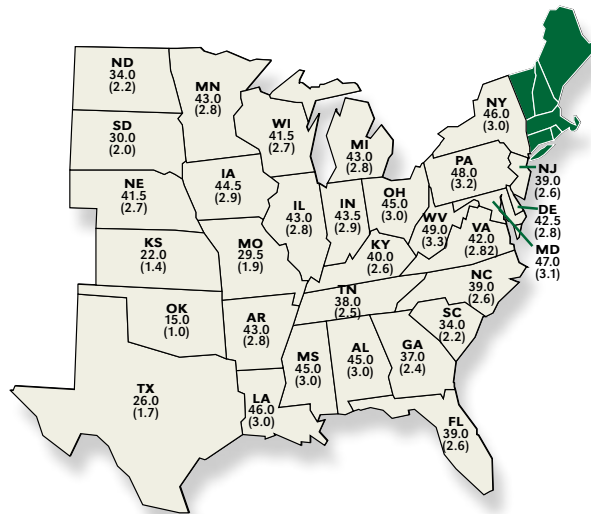 ND
34.0
(2.2)
MN
43.0
(2.8)
SD
30.0
(2.0)
WI
41.5
(2.7)
MI
43.0
(2.8)
NY
46.0
(3.0)
NE
41.5
(2.7)
IA
44.5
(2.9)
IL
43.0
(2.8)
IN
43.5
(2.9)
OH
45.0
(3.0)
PA
48.0
(3.2)
NJ
39.0
(2.6)
DE
42.5
(2.8)
MD
47.0
(3.1)
WV
49.0
(3.3)
VA
42.0
(2.82)
KS
22.0
(1.4)
MO
29.5
(1.9)
KY
40.0
(2.6)
NC
39.0
(2.6)
TN
38.0
(2.5)
OK
15.0
(1.0)
AR
43.0
(2.8)
SC
34.0
(2.2)
MS
45.0
(3.0)
AL
45.0
(3.0)
GA
37.0
(2.4)
TX
26.0
(1.7)
LA
46.0
(3.0)
FL
39.0
(2.6)